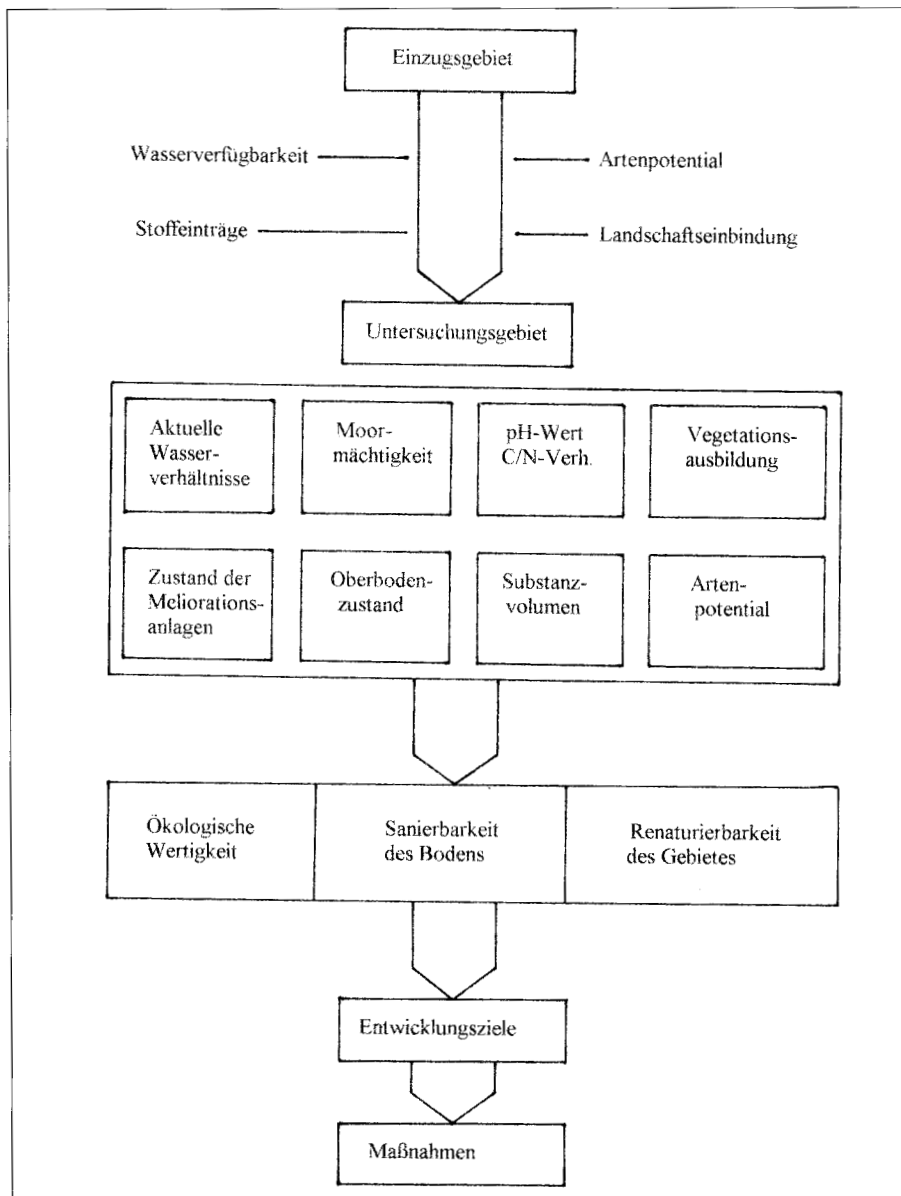 Einzugsgebiet
Wasserverfügbarkeit
Artenpotential
Stoffeinträge
Landschaftseinbindung
Untersuchungsgebiet
Aktuelle
Wasser-
verhältnisse
Moor-
mächtigkeit
pH-Wert
C/N-Verh.
Vegetations-
ausbildung
Zustand der
Meliorations-
anlagen
Oberboden-
zustand
Substanz-
volumen
Arten-
potential
Ökologische
Wertigkeit
Sanierbarkeit
des Bodens
Renaturierbarkeit
des Gebietes
Entwicklungsziele
Maßnahmen